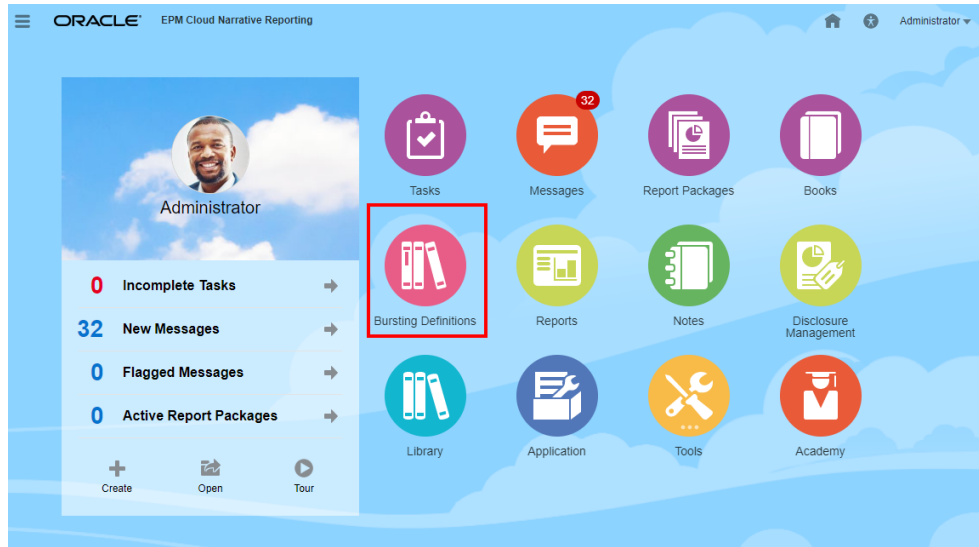 ORACLE® EPM Cloud Narrative Reporting
Administrator
32
Tasks
Messages
Report Packages
Books
Administrator
0 Incomplete Tasks
32 New Messages
0 Flagged Messages
0 Active Report Packages
Create
Open
Tour
Bursting Definitions
Reports
Notes
Disclosure
Management
Library
Application
Tools
Academy